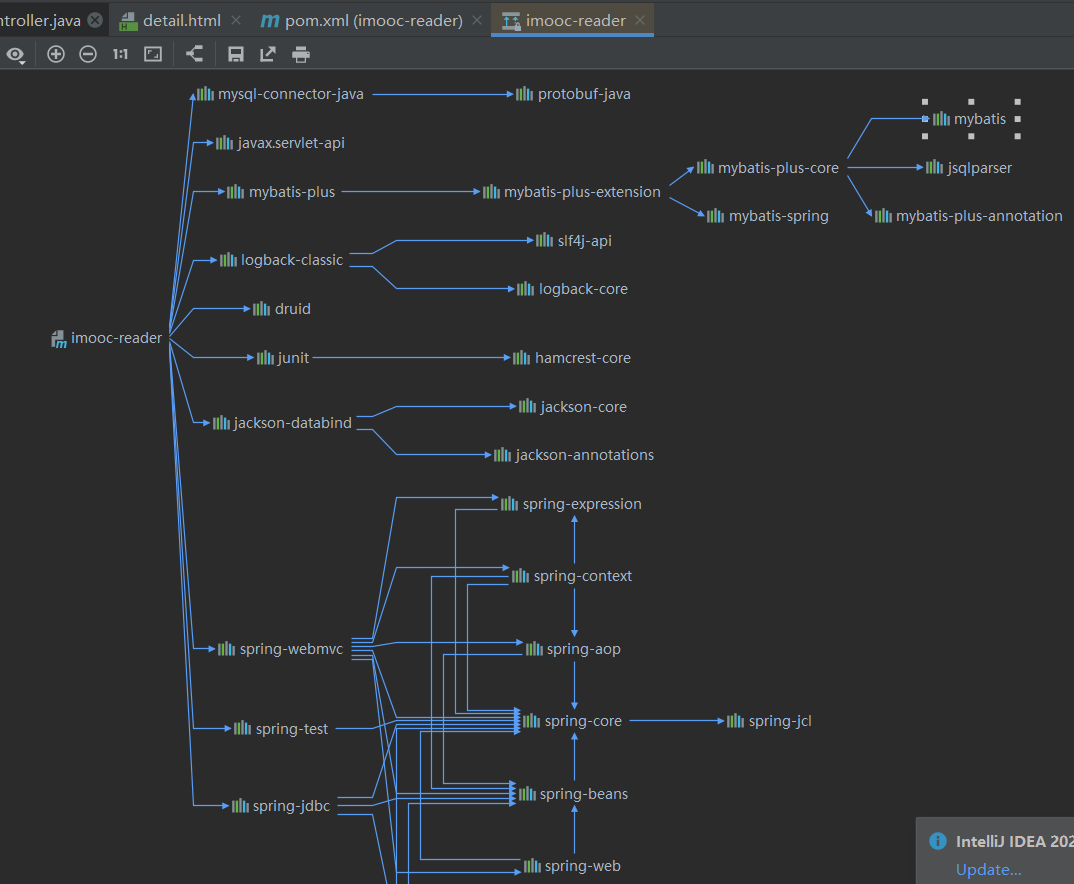 ntroller.java
detail.html
pom.xml (imooc-reader)
imooc-reader
1:1
mysql-connector-java
protobuf-java
mybatis
javax.servlet-api
mybatis-plus-core
jsqlparser
mybatis-plus
mybatis-plus-extension
mybatis-spring
mybatis-plus-annotation
slf4j-api
logback-classic
logback-core
druid
imooc-reader
junit
hamcrest-core
jackson-core
jackson-databind
jackson-annotations
spring-expression
spring-context
spring-webmvc
spring-aop
spring-core
spring-jcl
spring-test
spring-beans
spring-jdbc
spring-web
IntelliJ IDEA 202
Update...